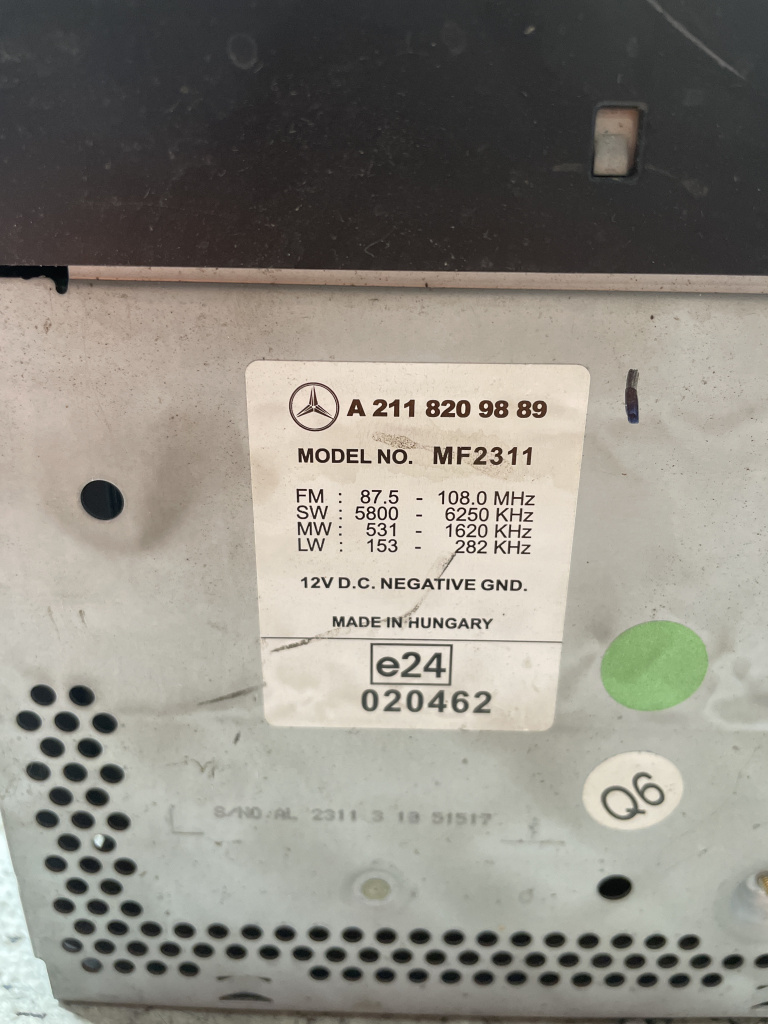 A 211 820 98 89
MODEL NO. MF2311
FM : 87.5 - 108.0 MHz
SW : 5800 - 6250 KHz
MW : 531 - 1620 KHz
LW : 153 - 282 KHz
12V D.C. NEGATIVE GND.
MADE IN HUNGARY
e24
020462
Q6
S/NO.AL 2311 3 10 51517